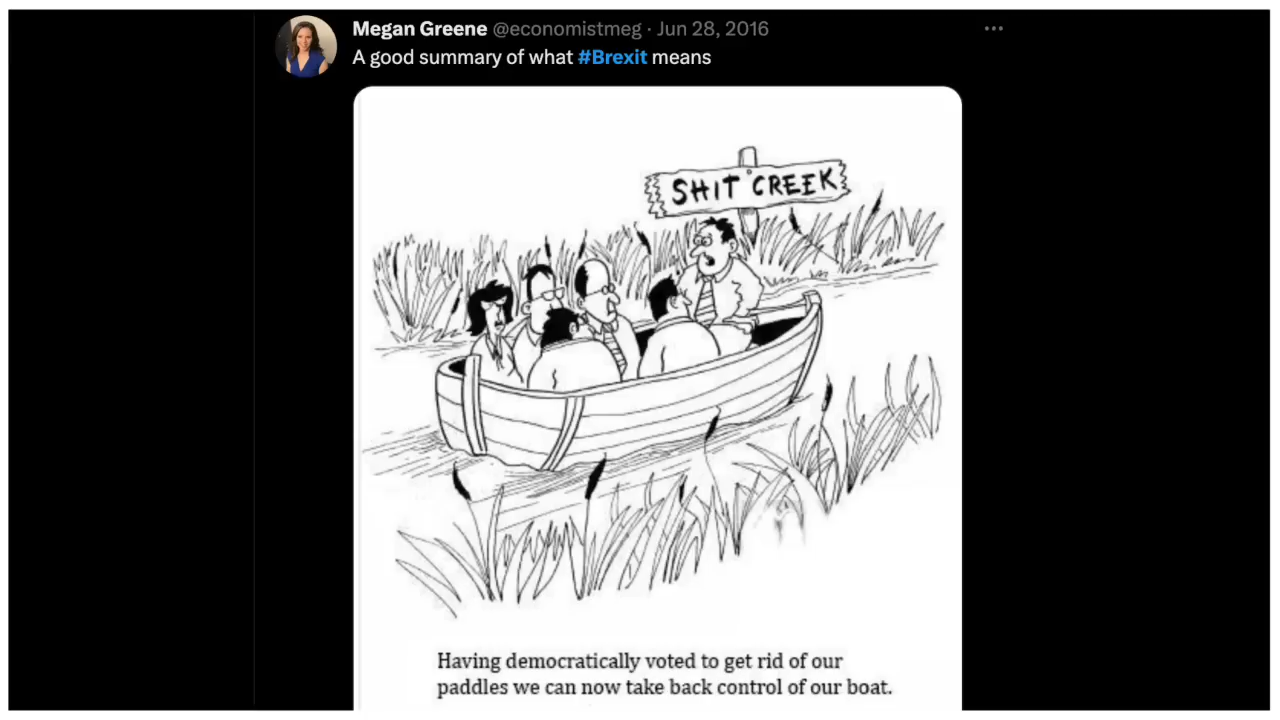 Megan Greene @economistmeg · Jun 28, 2016 ···
A good summary of what #Brexit means
SHIT CREEK
Having democratically voted to get rid of our
paddles we can now take back control of our boat.